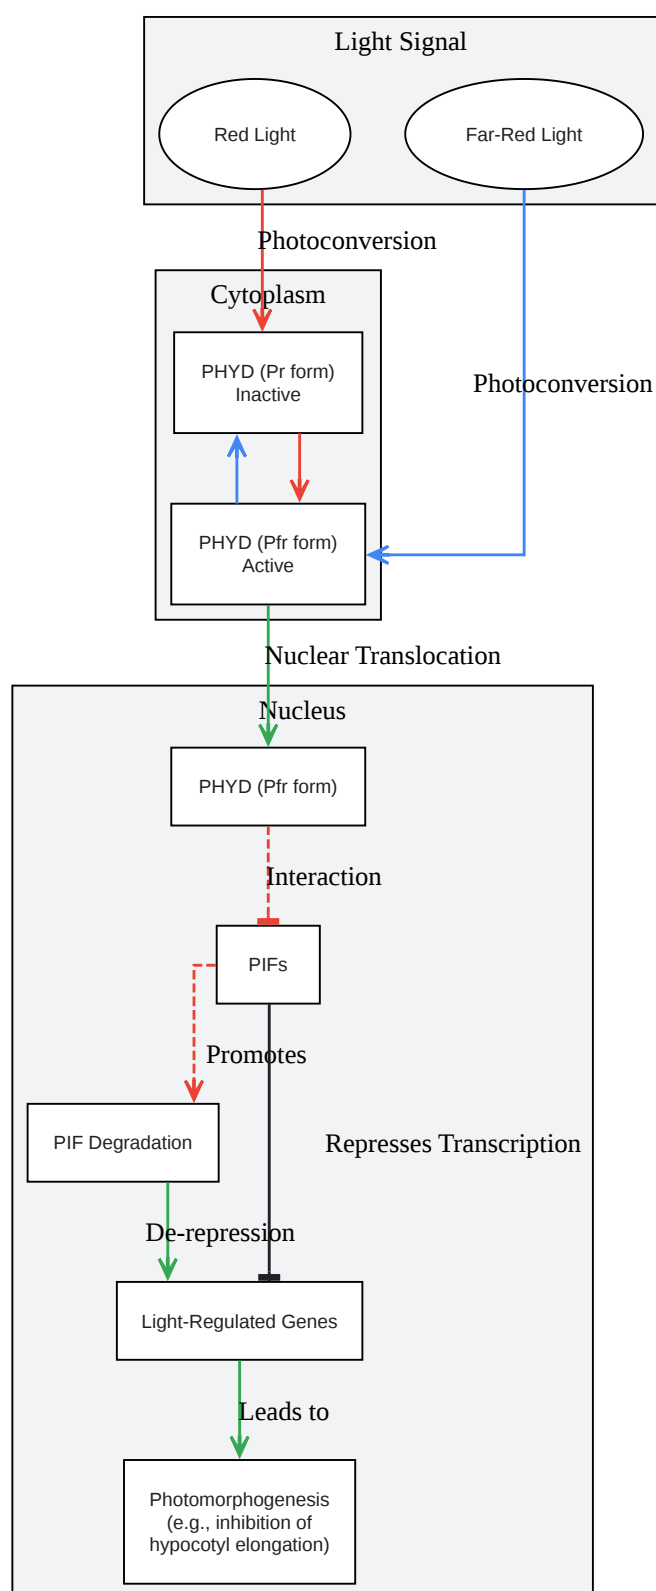 Light Signal
Red Light
Far-Red Light
Photoconversion
Cytoplasm
PHYD (Pr form)
Inactive
Photoconversion
PHYD (Pfr form)
Active
Nuclear Translocation
Nucleus
PHYD (Pfr form)
Interaction
PIFs
Promotes
PIF Degradation
Represses Transcription
De-repression
Light-Regulated Genes
Leads to
Photomorphogenesis
(e.g., inhibition of
hypocotyl elongation)